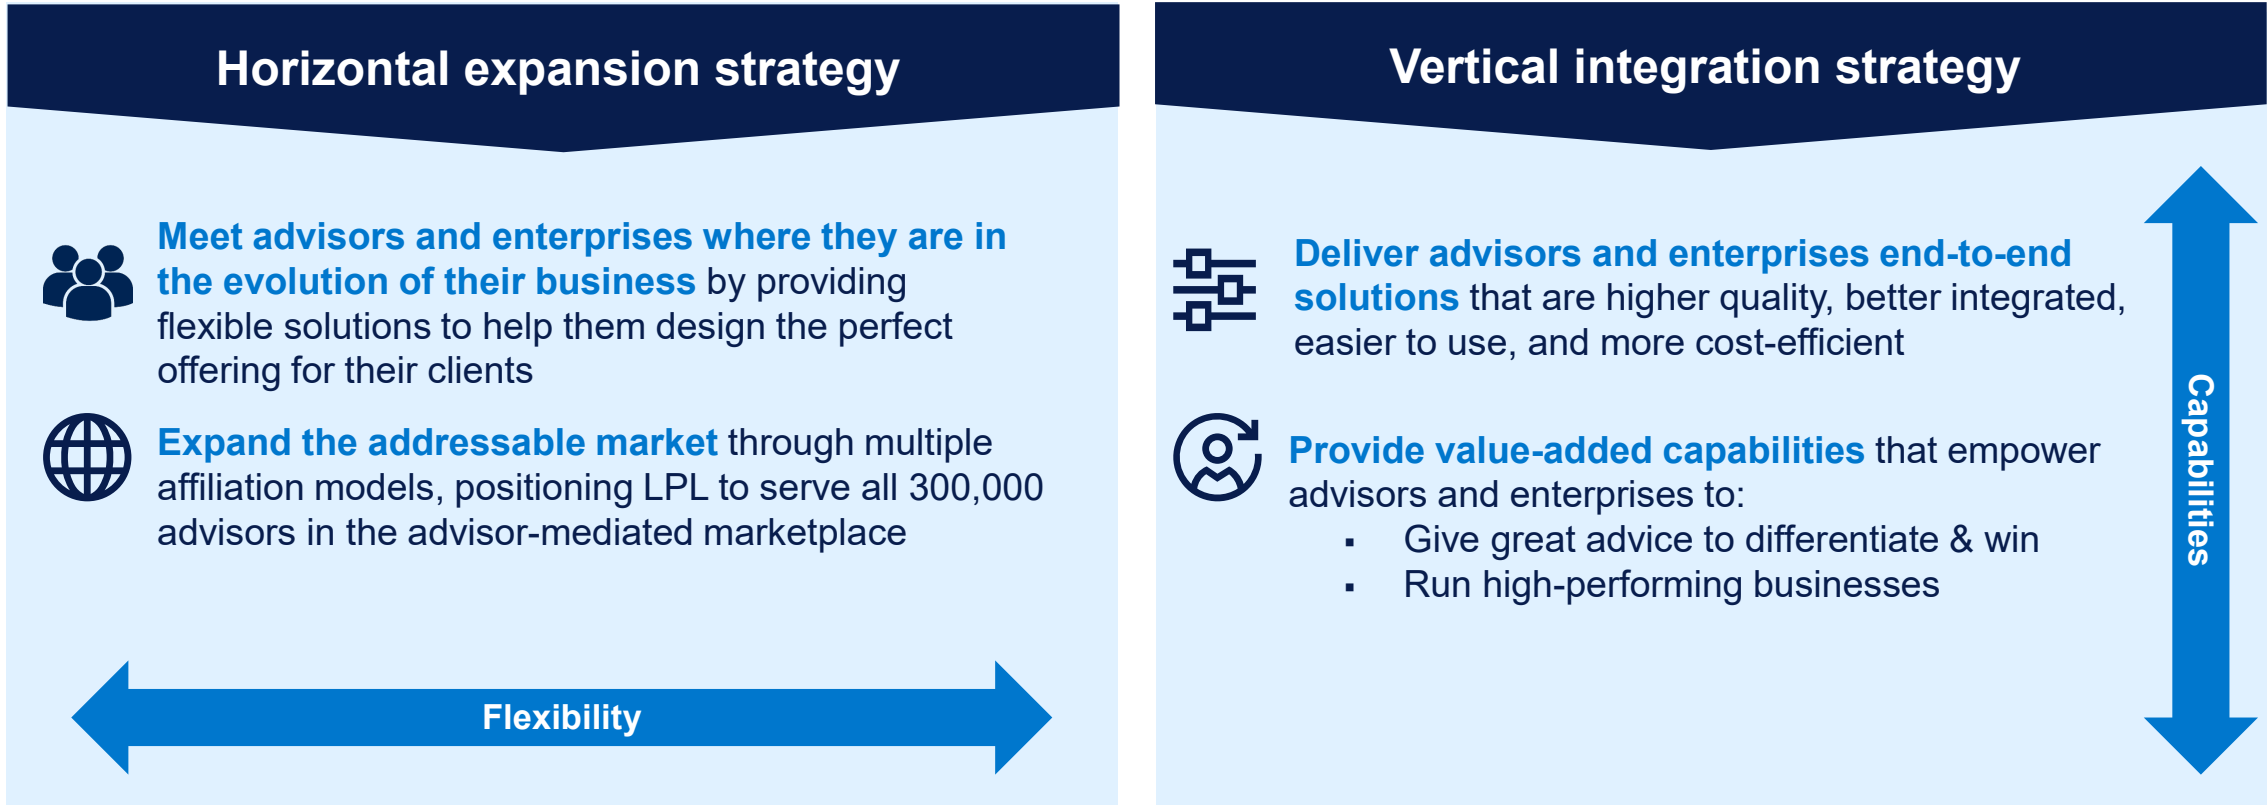 Horizontal expansion strategy
Meet advisors and enterprises where they are in
the evolution of their business by providing
flexible solutions to help them design the perfect
offering for their clients
Expand the addressable market through multiple
affiliation models, positioning LPL to serve all 300,000
advisors in the advisor-mediated marketplace
Flexibility
Vertical integration strategy
Deliver advisors and enterprises end-to-end
solutions that are higher quality, better integrated,
easier to use, and more cost-efficient
Provide value-added capabilities that empower
advisors and enterprises to:
▪ Give great advice to differentiate & win
▪ Run high-performing businesses
Capabilities